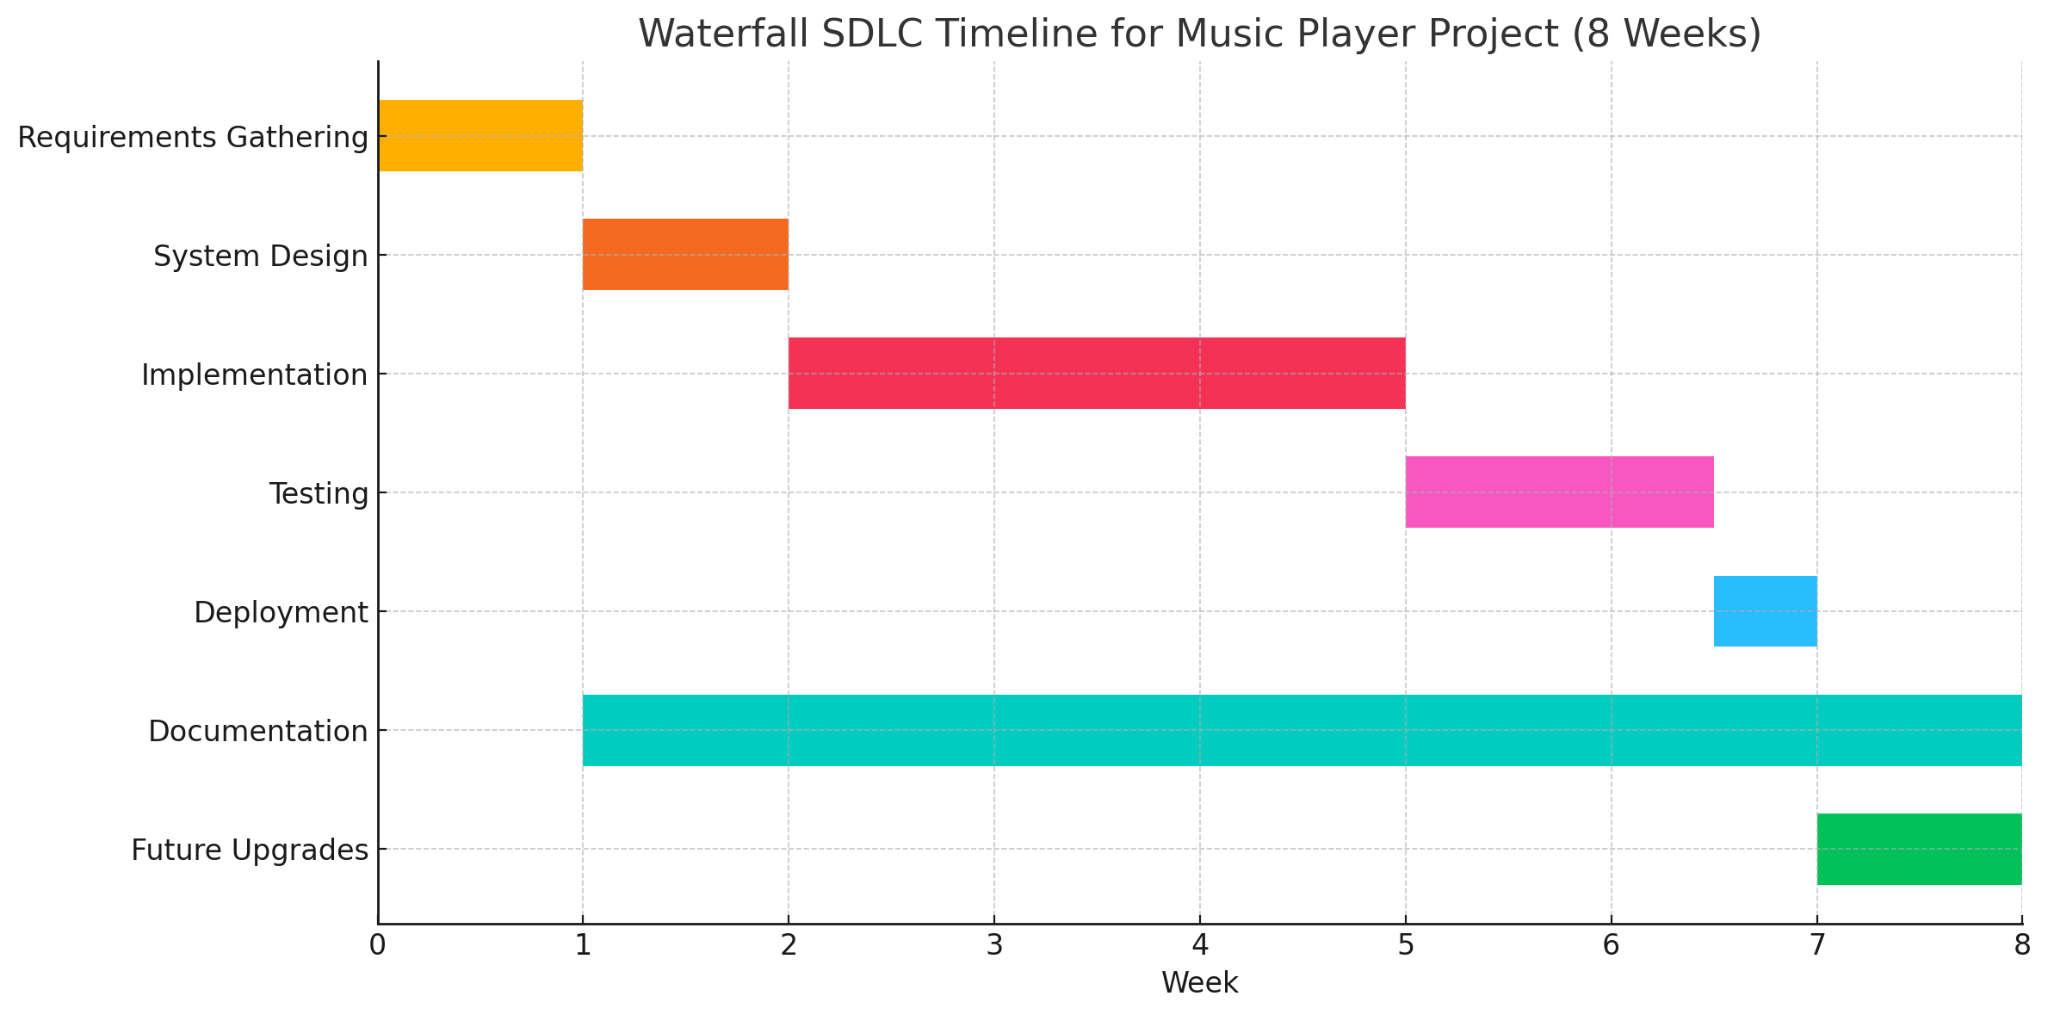 Waterfall SDLC Timeline for Music Player Project (8 Weeks)
Requirements Gathering
System Design
Implementation
Testing
Deployment
Documentation
Future Upgrades
0 1 2 3 4 5 6 7 8
Week